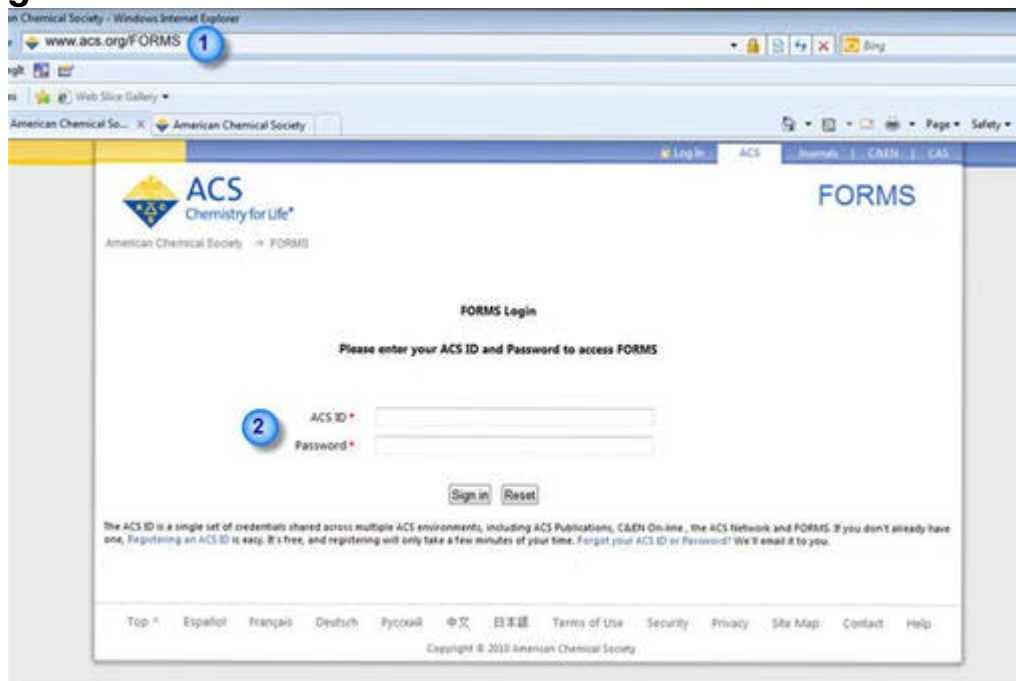 g
an Chemical Society - Windows Internet Explorer
www.acs.org/FORMS 1
Bing
Web Slice Gallery
American Chemical So... X American Chemical Society
Page Safety
Log In ACS Journals | C&EN | CAS
ACS
Chemistry for Life®
FORMS
American Chemical Society → FORMS
FORMS Login
Please enter your ACS ID and Password to access FORMS
2
ACS ID *
Password *
Sign in Reset
The ACS ID is a single set of credentials shared across multiple ACS environments, including ACS Publications, C&EN On-line , the ACS Network and FORMS. If you don't already have
one, Registering an ACS ID is easy. It's free, and registering will only take a few minutes of your time. Forgot your ACS ID or Password? We'll email it to you.
Top ^ Español Français Deutsch Русский 中文 日本語 Terms of Use Security Privacy Site Map Contact Help
Copyright © 2010 American Chemical Society